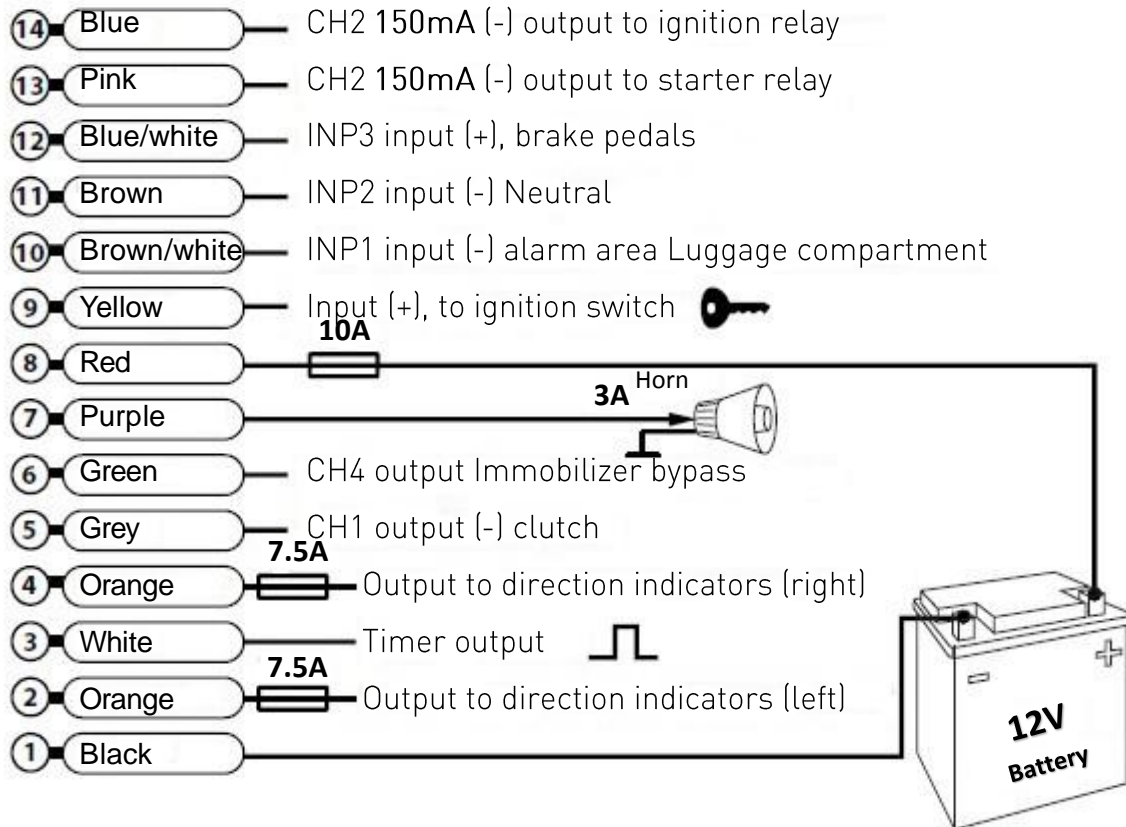 14 Blue CH2 150mA (-) output to ignition relay
13 Pink CH2 150mA (-) output to starter relay
12 Blue/white INP3 input (+), brake pedals
11 Brown INP2 input (-) Neutral
10 Brown/white INP1 input (-) alarm area Luggage compartment
9 Yellow Input (+), to ignition switch
10A
8 Red
Horn
3A
7 Purple
6 Green CH4 output Immobilizer bypass
5 Grey CH1 output (-) clutch
7.5A
4 Orange Output to direction indicators (right)
3 White Timer output
7.5A
2 Orange Output to direction indicators (left)
1 Black
- +
12V
Battery